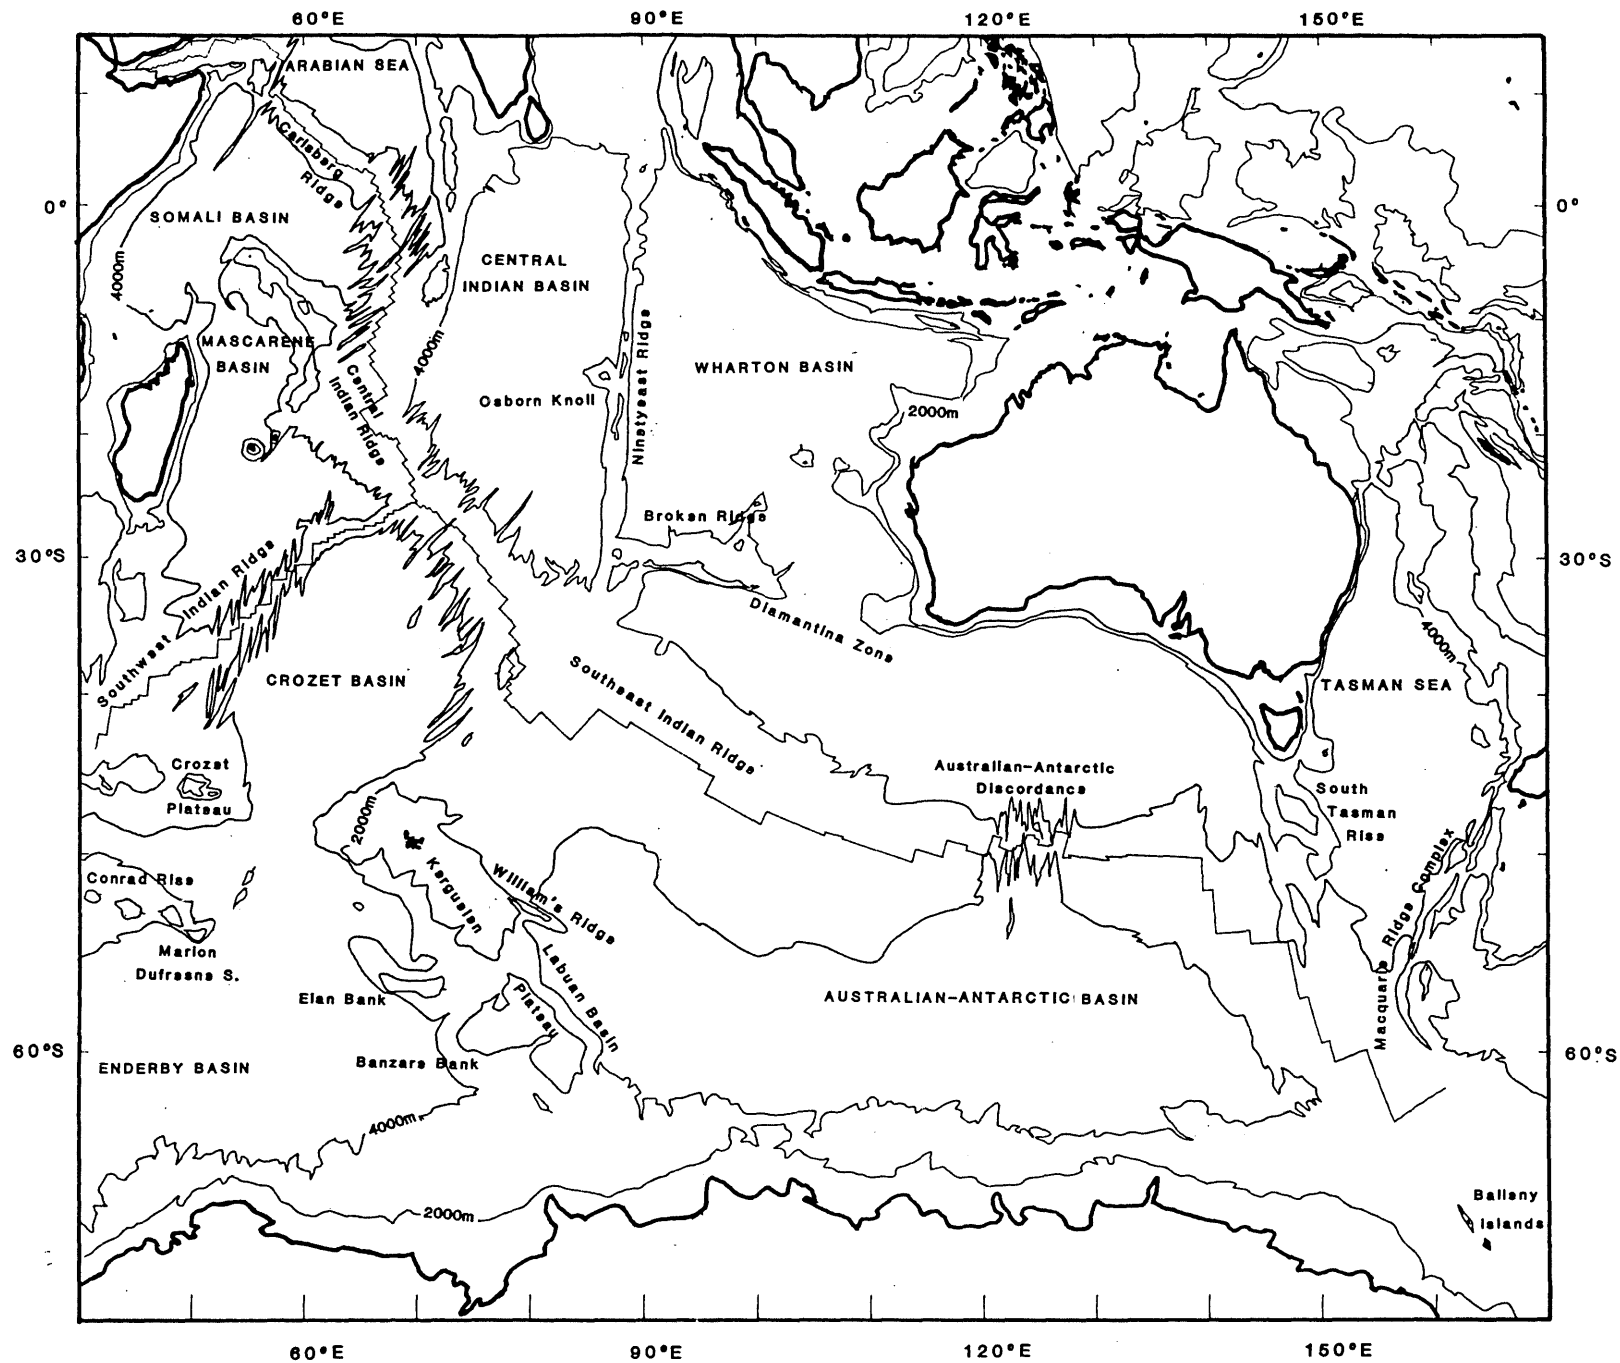 60°E 90°E 120°E 150°E
ARABIAN SEA
Carlsberg
Ridge
0°
0°
SOMALI BASIN
4000m
CENTRAL
INDIAN BASIN
MASCARENE
BASIN
4000m
Central
Indian Ridge
Osborn Knoll
Ninetyeast Ridge
WHARTON BASIN
2000m
Broken Ridge
30°S
30°S
Southwest Indian Ridge
Diamantina Zone
4000m
CROZET BASIN
Southeast Indian Ridge
TASMAN SEA
Crozet
Plateau
Australian-Antarctic
Discordance
South
Tasman
Rise
2000m
Conrad Rise
Kerguelen
William's Ridge
Macquarie Ridge Complex
Marion
Dufresne S.
Labuan Basin
Elan Bank
Plateau
AUSTRALIAN-ANTARCTIC BASIN
60°S
60°S
ENDERBY BASIN
Banzare Bank
4000m
2000m
Balleny
Islands
60°E 90°E 120°E 150°E